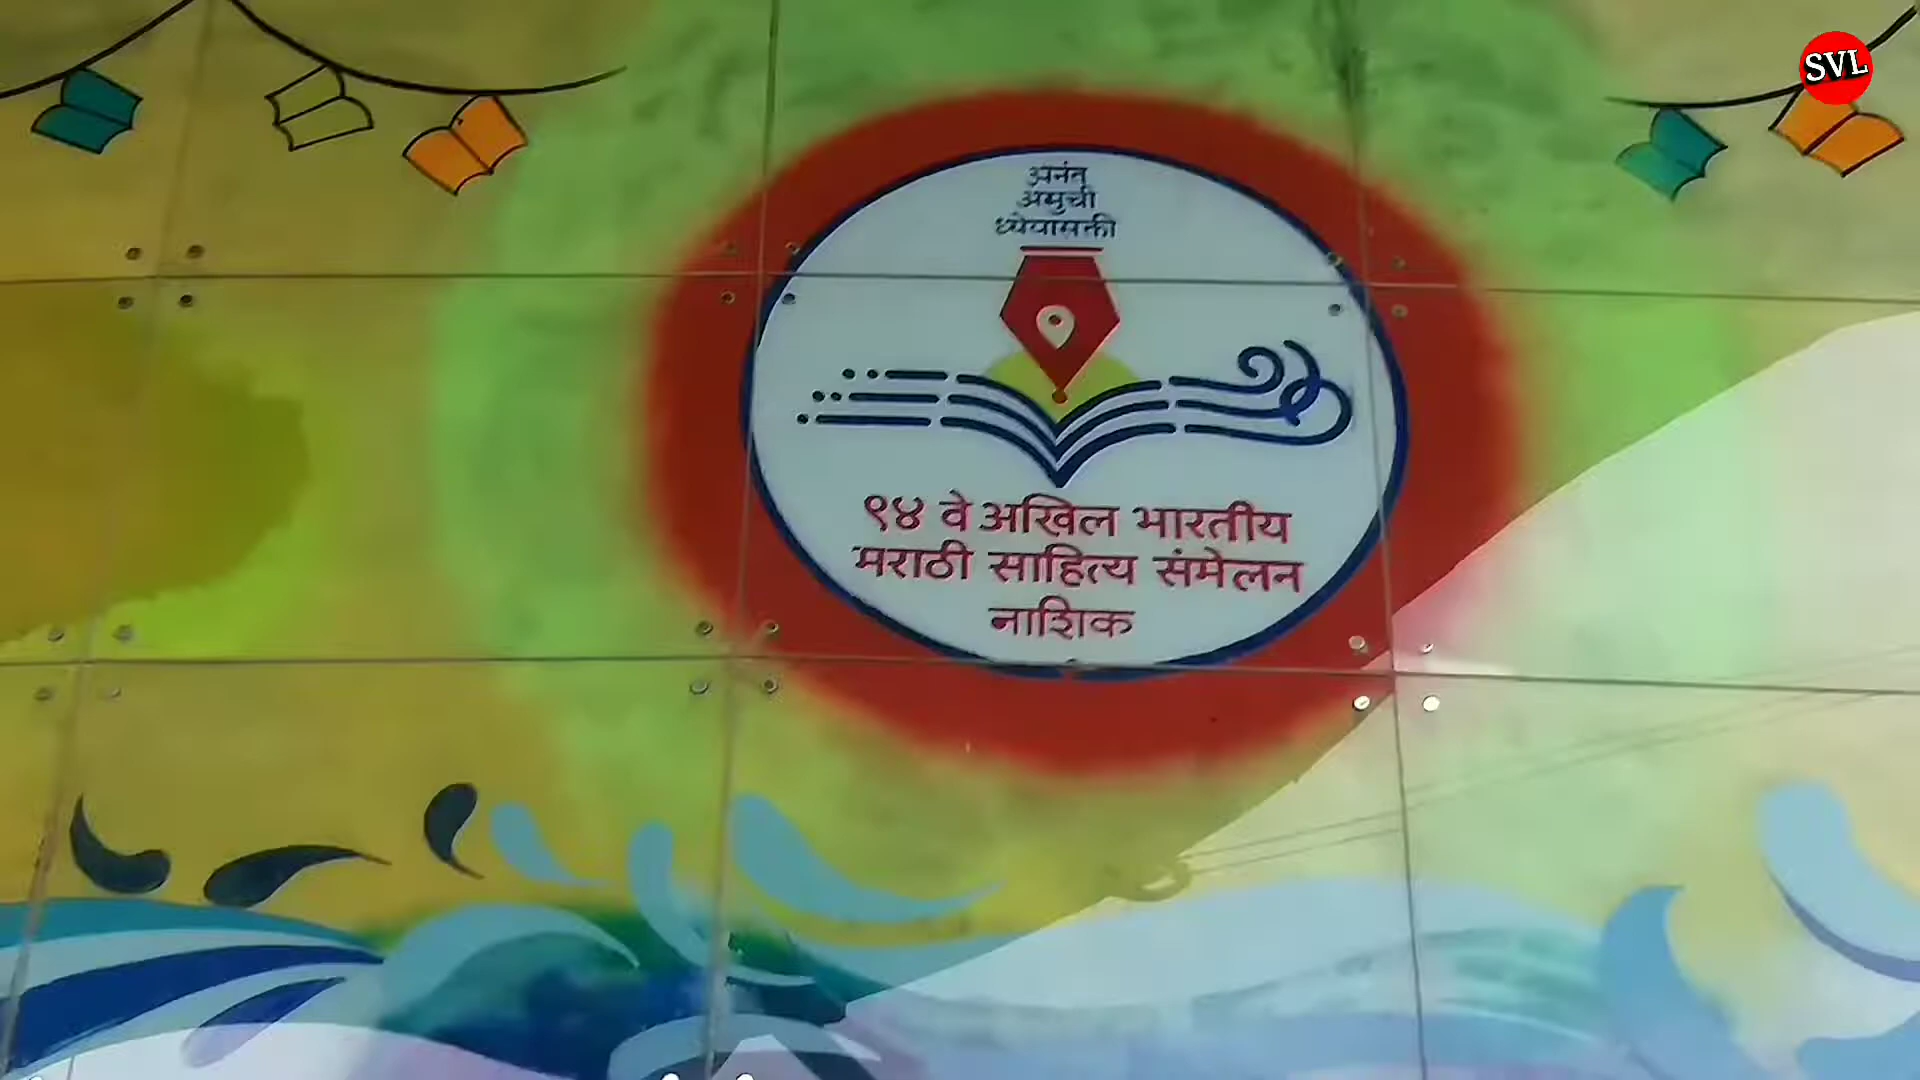 SVL
अनंत
अमुची
ध्येयासक्ती
९४ वे अखिल भारतीय
मराठी साहित्य संमेलन
नाशिक